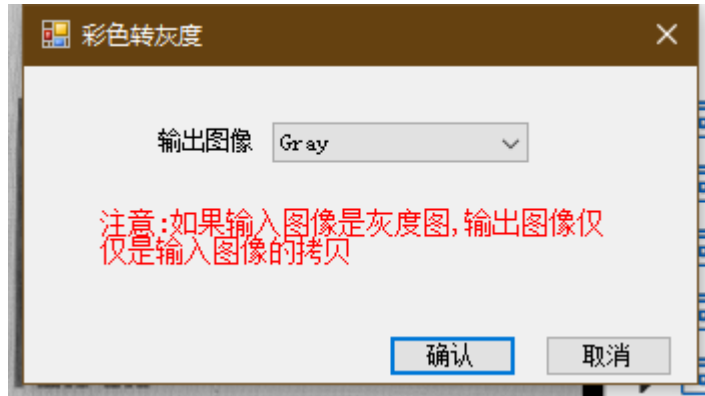 彩色转灰度
输出图像 Gray
注意:如果输入图像是灰度图,输出图像仅
仅是输入图像的拷贝
确认 取消